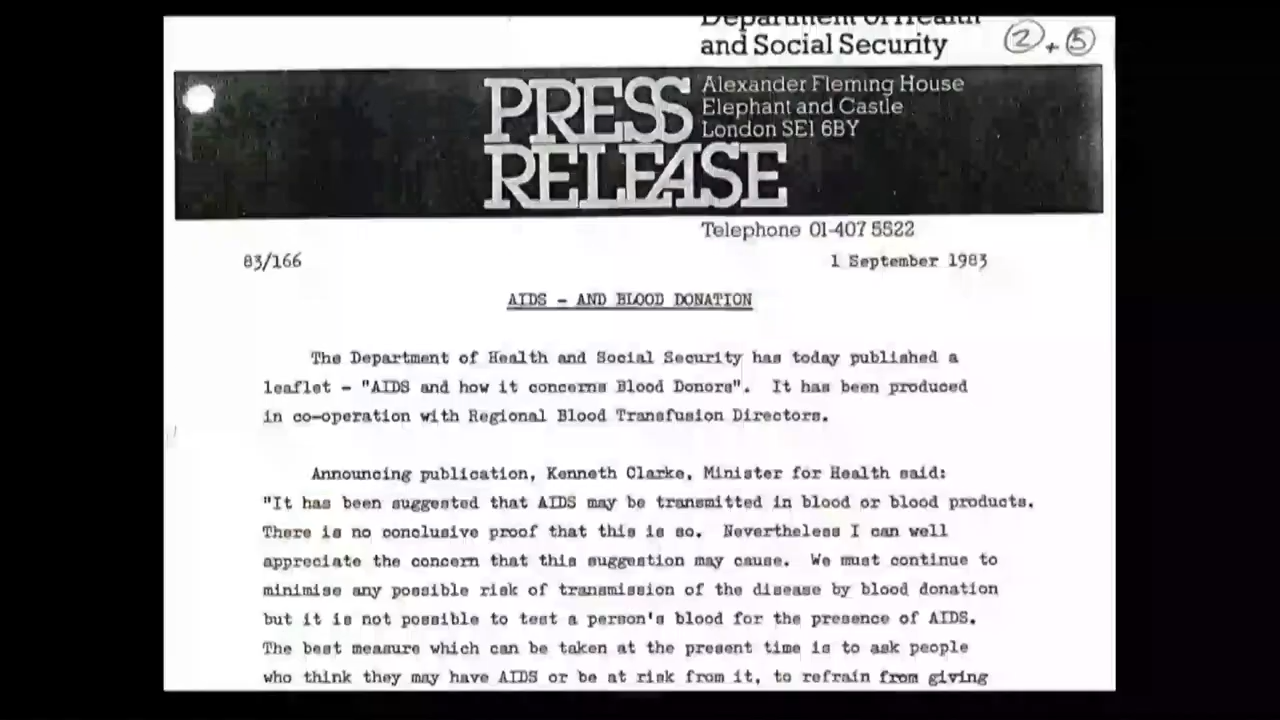 Department of Health
and Social Security
2 + 5
PRESS
RELEASE
Alexander Fleming House
Elephant and Castle
London SE1 6BY
Telephone 01-407 5522
83/166
1 September 1983
AIDS - AND BLOOD DONATION
The Department of Health and Social Security has today published a
leaflet - "AIDS and how it concerns Blood Donors". It has been produced
in co-operation with Regional Blood Transfusion Directors.
Announcing publication, Kenneth Clarke, Minister for Health said:
"It has been suggested that AIDS may be transmitted in blood or blood products.
There is no conclusive proof that this is so. Nevertheless I can well
appreciate the concern that this suggestion may cause. We must continue to
minimise any possible risk of transmission of the disease by blood donation
but it is not possible to test a person's blood for the presence of AIDS.
The best measure which can be taken at the present time is to ask people
who think they may have AIDS or be at risk from it, to refrain from giving